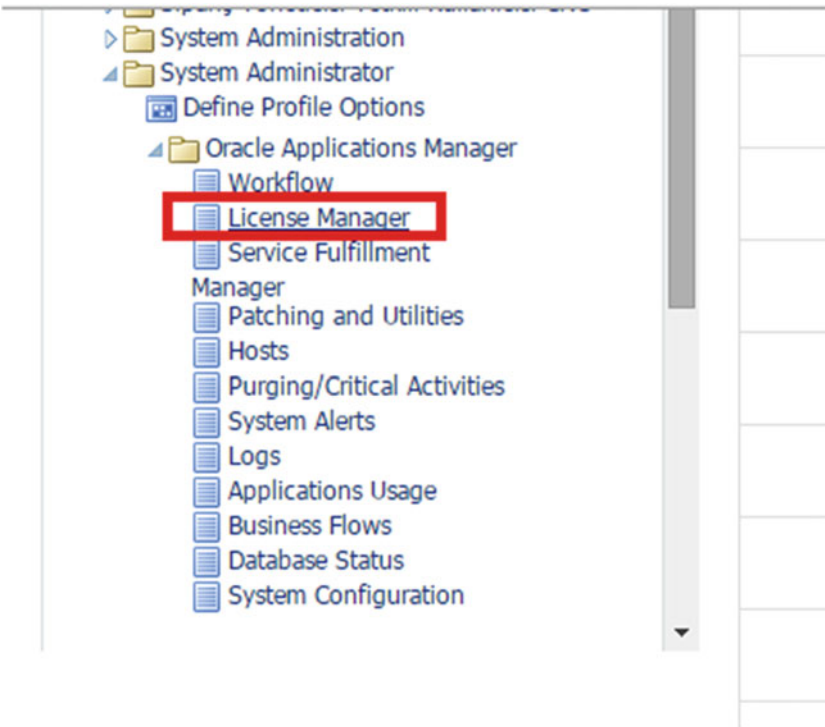 System Administration
System Administrator
Define Profile Options
Oracle Applications Manager
Workflow
License Manager
Service Fulfillment
Manager
Patching and Utilities
Hosts
Purging/Critical Activities
System Alerts
Logs
Applications Usage
Business Flows
Database Status
System Configuration